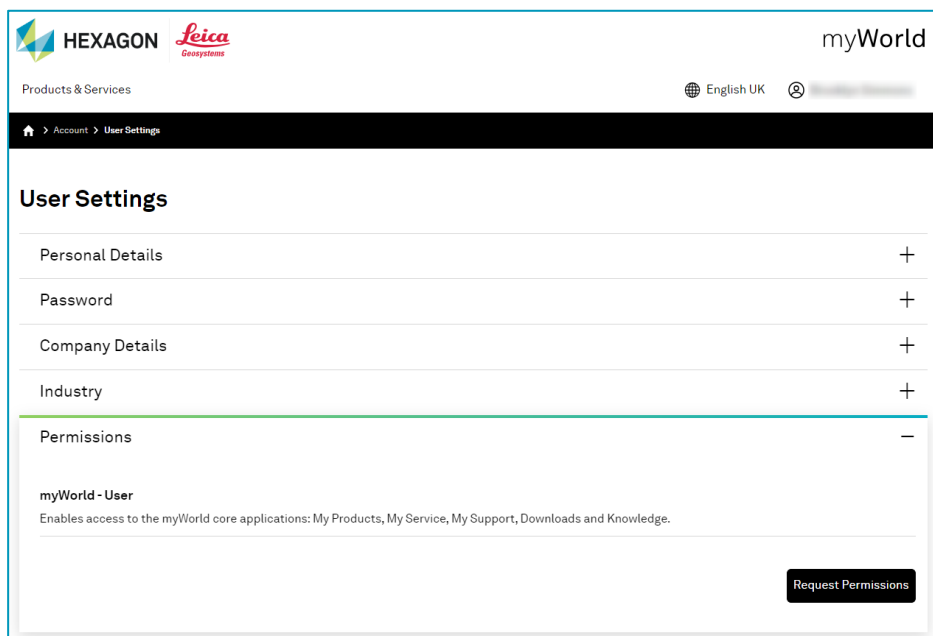 HEXAGON
Leica
Geosystems
myWorld
Products & Services
English UK
Account > User Settings
User Settings
Personal Details
Password
Company Details
Industry
Permissions
myWorld - User
Enables access to the myWorld core applications: My Products, My Service, My Support, Downloads and Knowledge.
Request Permissions